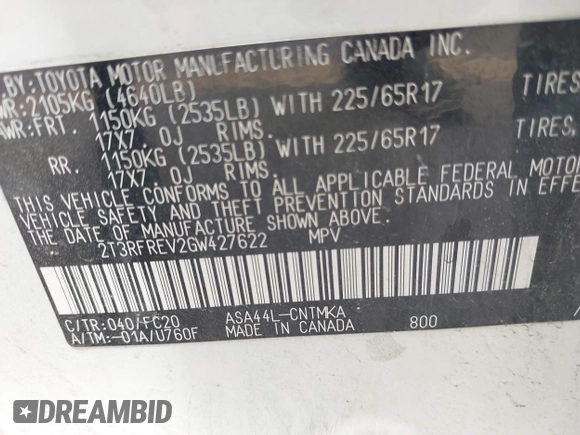 BY:TOYOTA MOTOR MANUFACTURING CANADA INC.
WR:2105KG (4640LB)
AWR:FRT. 1150KG (2535LB) WITH 225/65R17 TIRES
17X7. OJ RIMS.
RR. 1150KG (2535LB) WITH 225/65R17 TIRES,
17X7 OJ RIMS.
THIS VEHICLE CONFORMS TO ALL APPLICABLE FEDERAL MOTOR
VEHICLE SAFETY AND THEFT PREVENTION STANDARDS IN EFFE
THE DATE OF MANUFACTURE SHOWN ABOVE.
2T3RFREV2GW427622 MPV
C/TR:040/FC20 ASA44L-CNTMKA 800
A/TM:-01A/U760F MADE IN CANADA
DREAMBID